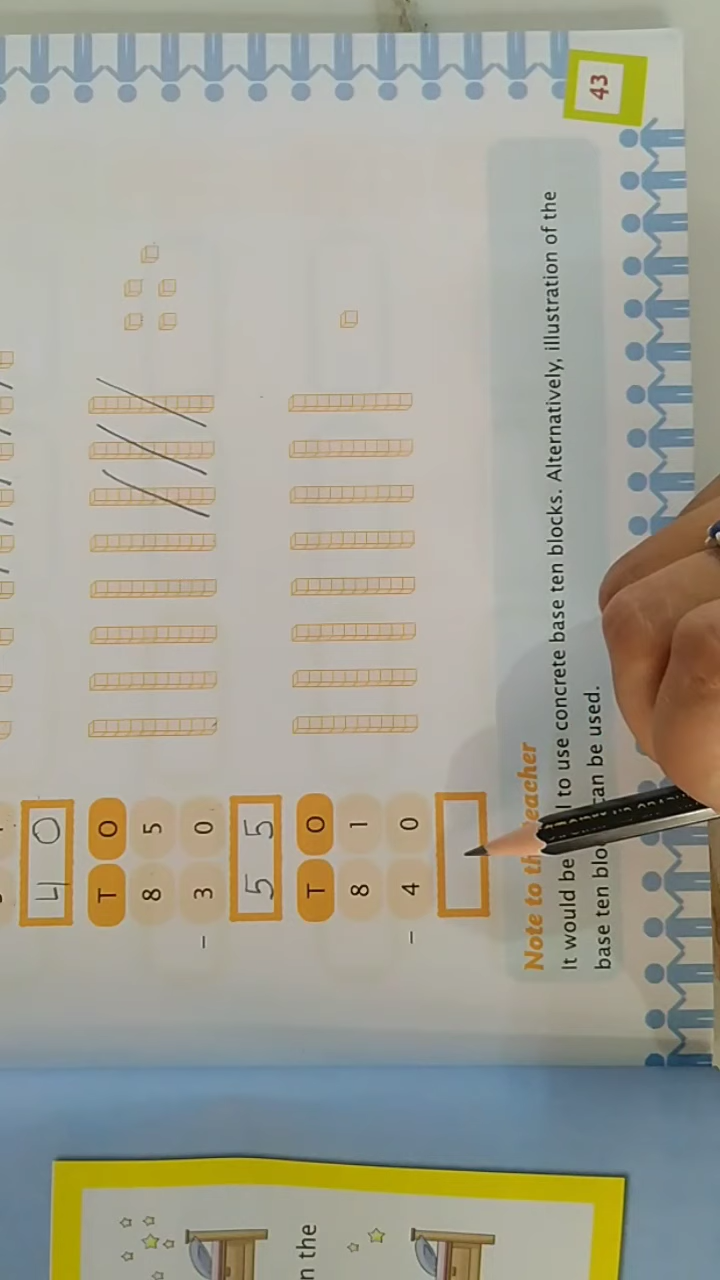 4 0
T O
8 5
- 3 0
5 5
T O
8 1
- 4 0
Note to th eacher
It would be l to use concrete base ten blocks. Alternatively, illustration of the
base ten blo can be used.
43
n the